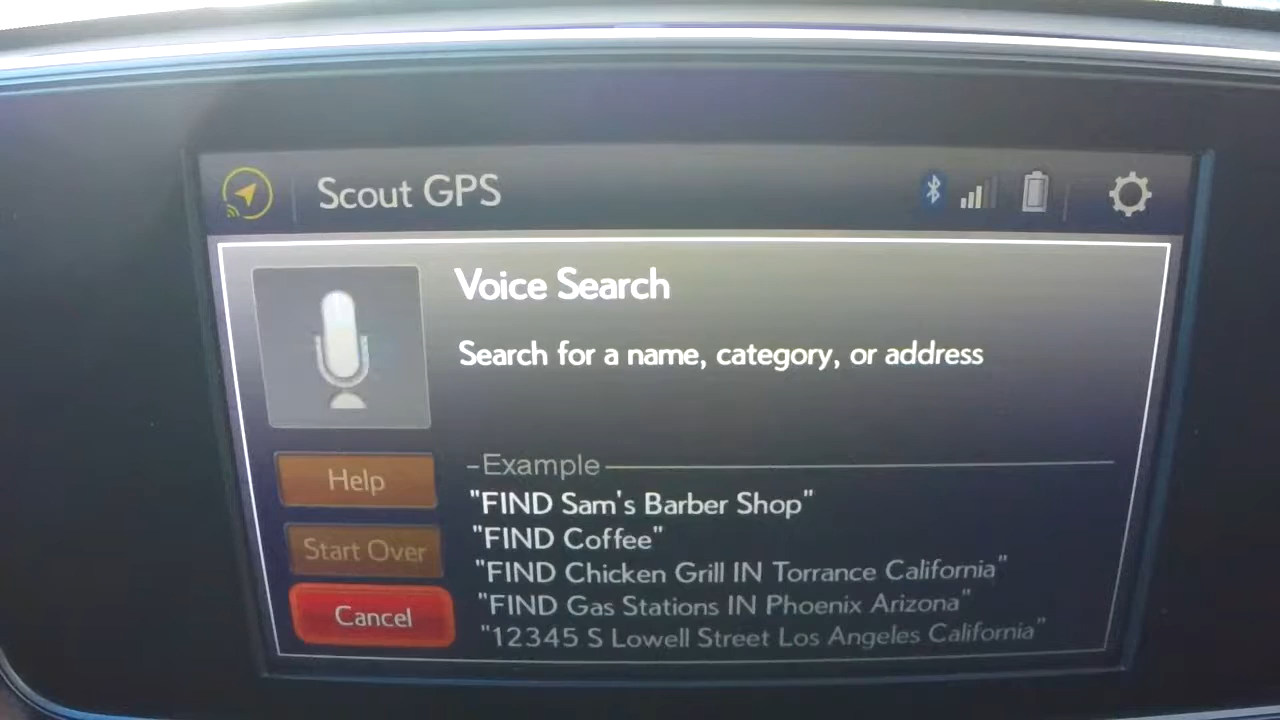 Scout GPS
Voice Search
Search for a name, category, or address
Help
Start Over
Cancel
Example
"FIND Sam's Barber Shop"
"FIND Coffee"
"FIND Chicken Grill IN Torrance California"
"FIND Gas Stations IN Phoenix Arizona"
"12345 S Lowell Street Los Angeles California"